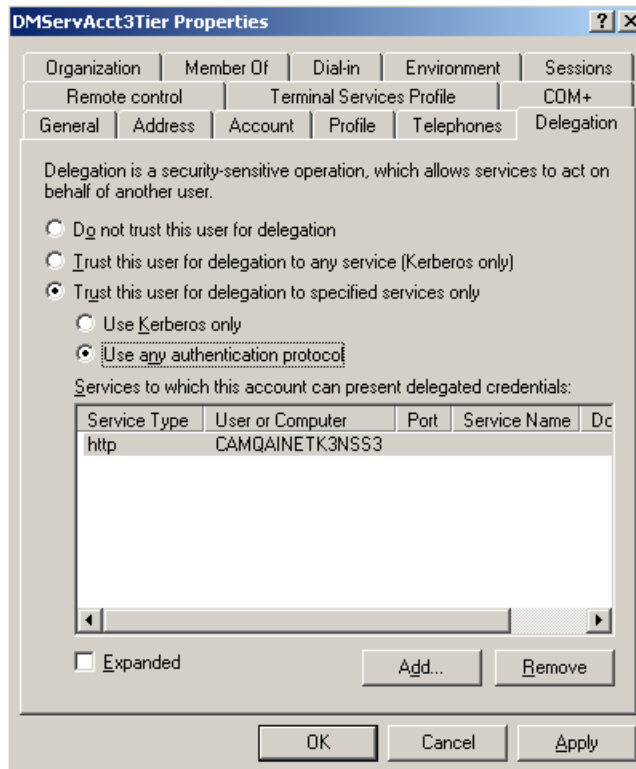 DMServAcct3Tier Properties
Organization Member Of Dial-in Environment Sessions
Remote control Terminal Services Profile COM+
General Address Account Profile Telephones Delegation
Delegation is a security-sensitive operation, which allows services to act on
behalf of another user.
Do not trust this user for delegation
Trust this user for delegation to any service (Kerberos only)
Trust this user for delegation to specified services only
Use Kerberos only
Use any authentication protocol
Services to which this account can present delegated credentials:
Service Type User or Computer Port Service Name Dc
http CAMQAINETK3NSS3
Expanded Add... Remove
OK Cancel Apply